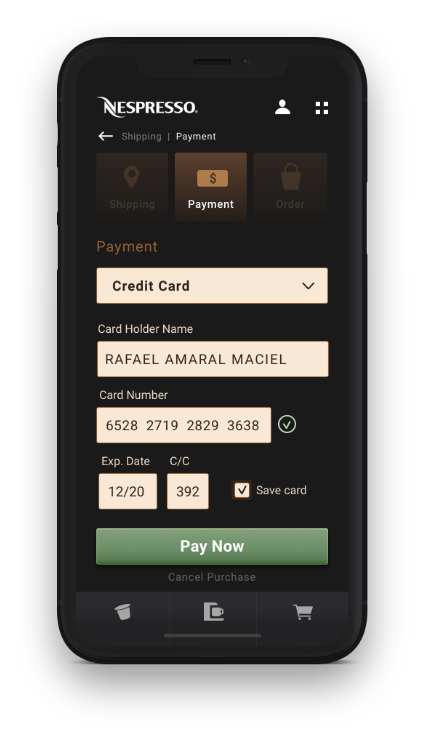 NESPRESSO.
Shipping | Payment
Shipping
Payment
Order
Payment
Credit Card
Card Holder Name
RAFAEL AMARAL MACIEL
Card Number
6528 2719 2829 3638
Exp. Date C/C
12/20 392 Save card
Pay Now
Cancel Purchase